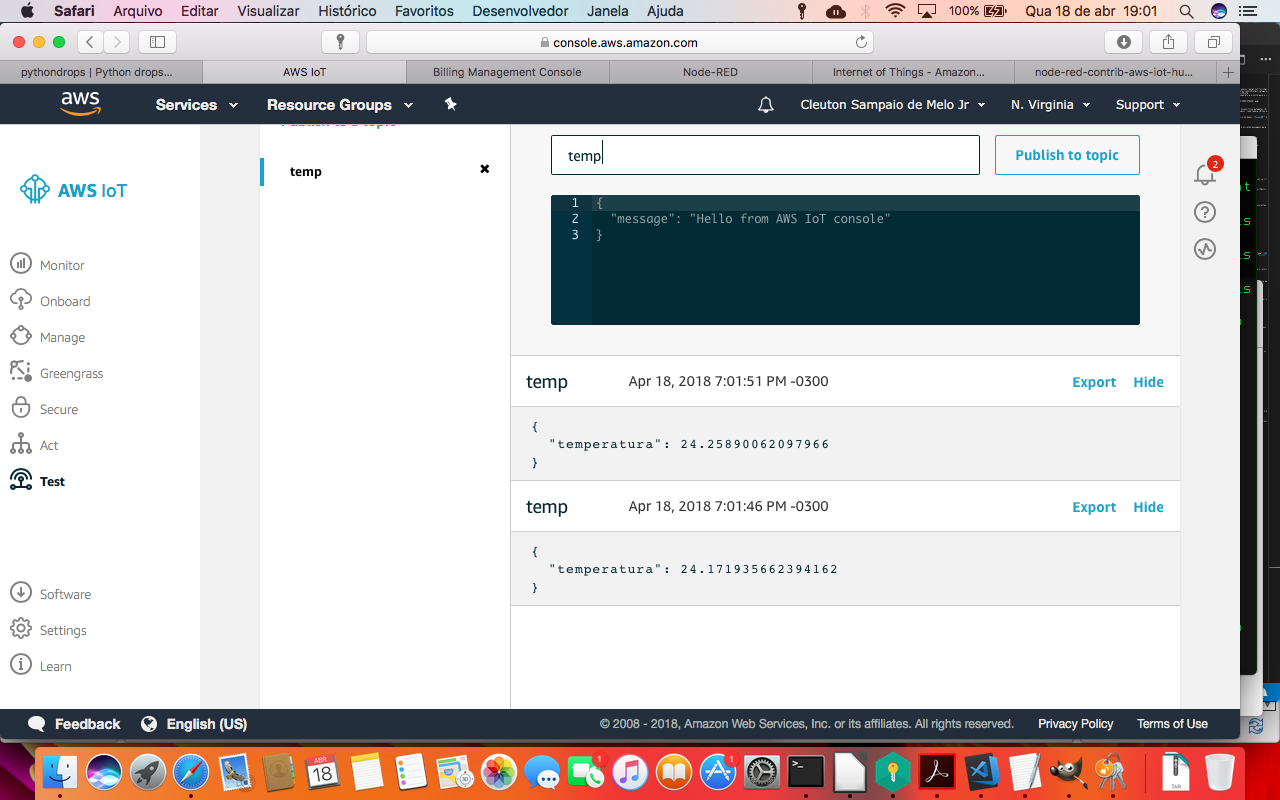 Safari Arquivo Editar Visualizar Histórico Favoritos Desenvolvedor Janela Ajuda 100% Qua 18 de abr 19:01
console.aws.amazon.com
pythondrops | Python drops... AWS IoT Billing Management Console Node-RED Internet of Things - Amazon... node-red-contrib-aws-iot-hu...
aws Services Resource Groups Cleuton Sampaio de Melo Jr N. Virginia Support
Publish to a topic
temp
AWS IoT
Monitor
Onboard
Manage
Greengrass
Secure
Act
Test
Software
Settings
Learn
temp
Publish to topic
2
1 {
2 "message": "Hello from AWS IoT console"
3 }
temp Apr 18, 2018 7:01:51 PM -0300 Export Hide
{
"temperatura": 24.25890062097966
}
temp Apr 18, 2018 7:01:46 PM -0300 Export Hide
{
"temperatura": 24.171935662394162
}
Feedback English (US) © 2008 - 2018, Amazon Web Services, Inc. or its affiliates. All rights reserved. Privacy Policy Terms of Use
ABR
18
1
1
TAR